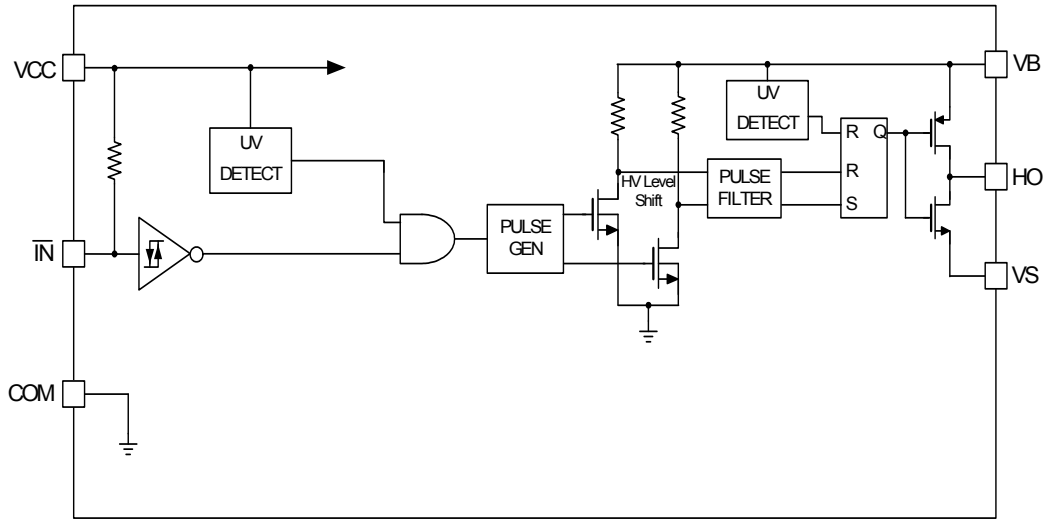 VCC
VB
UV
DETECT
UV
DETECT
R
Q
R
S
HV Level
Shift
PULSE
FILTER
HO
PULSE
GEN
IN
VS
COM